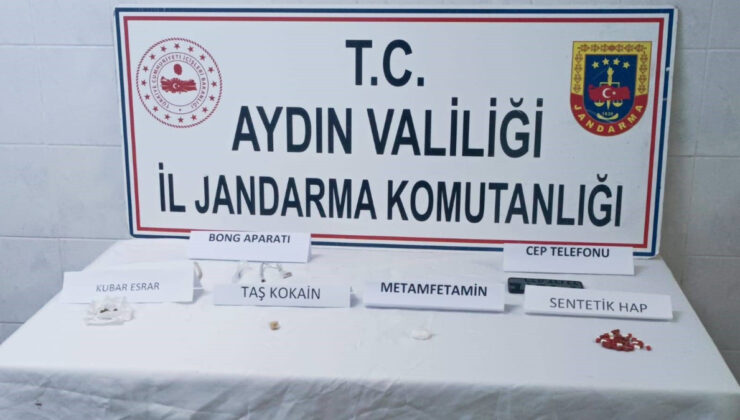 T.C.
AYDIN VALİLİĞİ
İL JANDARMA KOMUTANLIĞI
JANDARMA
BONG APARATI
CEP TELEFONU
KUBAR ESRAR
TAŞ KOKAİN
METAMFETAMİN
SENTETİK HAP